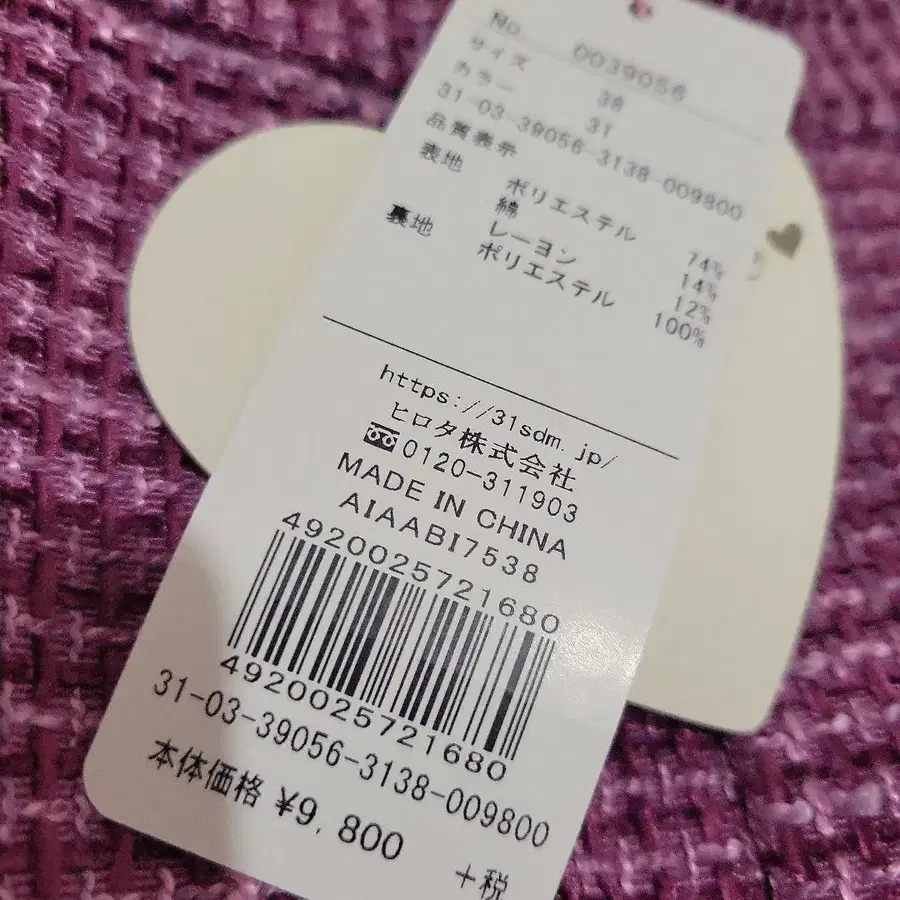 No 0039056
サイズ 38
カラー 31
31-03-39056-3138-009800
品質表示
表地 ポリエステル 74%
綿 14%
レーヨン 12%
裏地 ポリエステル 100%
https://31sdm.jp/
ヒロタ株式会社
0120-311903
MADE IN CHINA
AIAABI7538
4920025721680
4920025721680
31-03-39056-3138-009800
本体価格 ¥9,800
+税